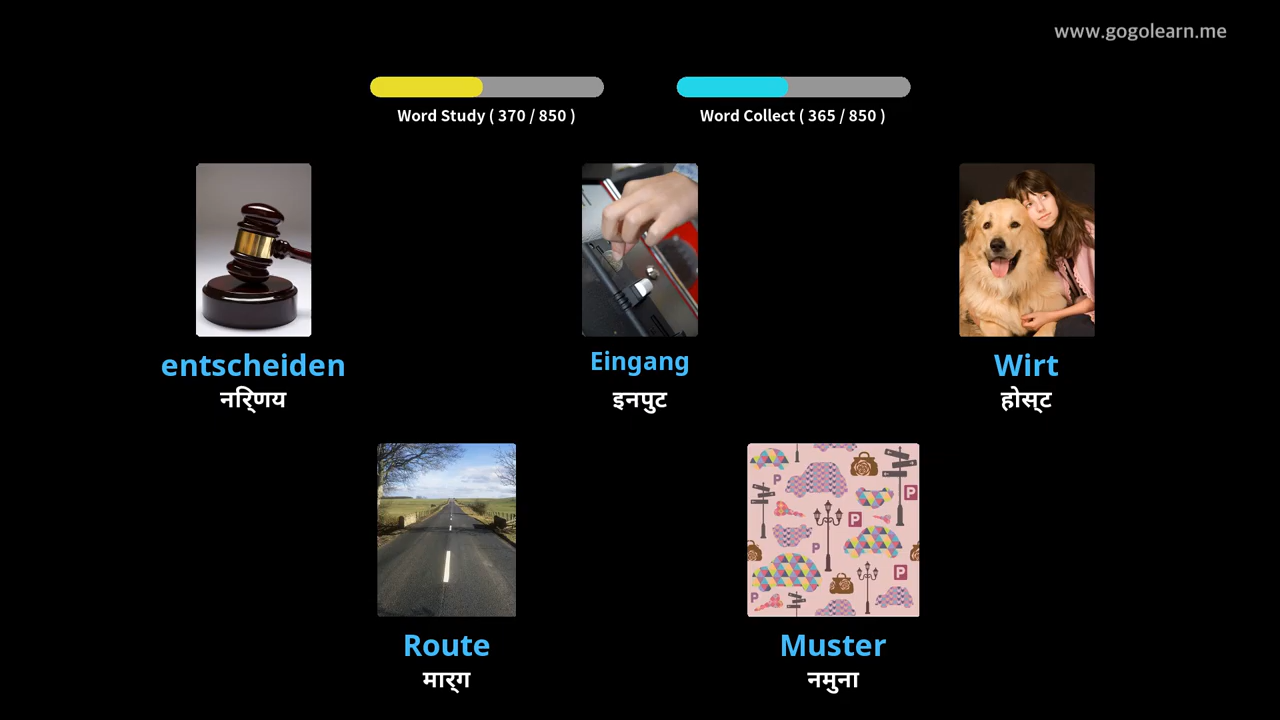 www.gogolearn.me
Word Study ( 370 / 850 )
Word Collect ( 365 / 850 )
entscheiden
निर्णय
Eingang
इनपुट
Wirt
होस्ट
Route
मार्ग
Muster
नमुना
P
P
P
P
P
P